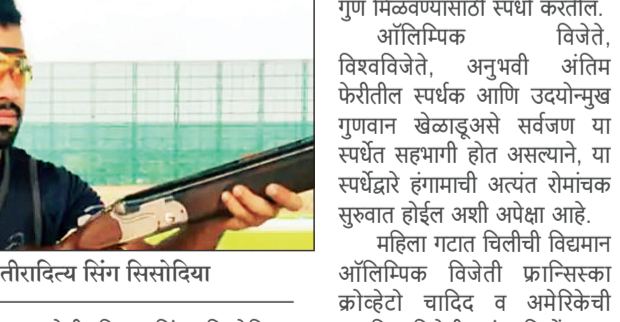 तीरादित्य सिंग सिसोदिया
गुण मिळवण्यासाठी स्पर्धा करतील.
ऑलिम्पिक विजेते,
विश्वविजेते, अनुभवी अंतिम
फेरीतील स्पर्धक आणि उदयोन्मुख
गुणवान खेळाडूअसे सर्वजण या
स्पर्धेत सहभागी होत असल्याने, या
स्पर्धेद्वारे हंगामाची अत्यंत रोमांचक
सुरुवात होईल अशी अपेक्षा आहे.
महिला गटात चिलीची विद्यमान
ऑलिम्पिक विजेती फ्रान्सिस्का
क्रोव्हेटो चादिद व अमेरिकेची